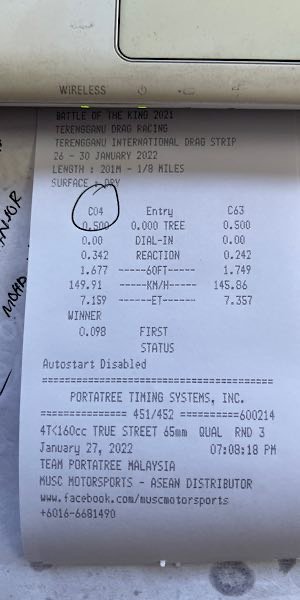 WIRELESS
BATTLE OF THE KING 2021
TERENGGANU DRAG RACING
TERENGGANU INTERNATIONAL DRAG STRIP
26 - 30 JANUARY 2022
LENGTH : 201M - 1/8 MILES
SURFACE : DRY
C04 Entry C63
0.500 0.000 TREE 0.500
0.00 DIAL-IN 0.00
0.342 REACTION 0.242
1.677 -----60FT------ 1.749
149.91 -----KM/H------ 145.86
7.159 ------ET------- 7.357
WINNER
0.098 FIRST
STATUS
Autostart Disabled
========================================
PORTATREE TIMING SYSTEMS, INC.
=============== 451/452 ==========600214
4TK160cc TRUE STREET 65mm QUAL RND 3
January 27, 2022 07:08:18 PM
TEAM PORTATREE MALAYSIA
MUSC MOTORSPORTS - ASEAN DISTRIBUTOR
www.facebook.com/muscmotorsports
+6016-6681490